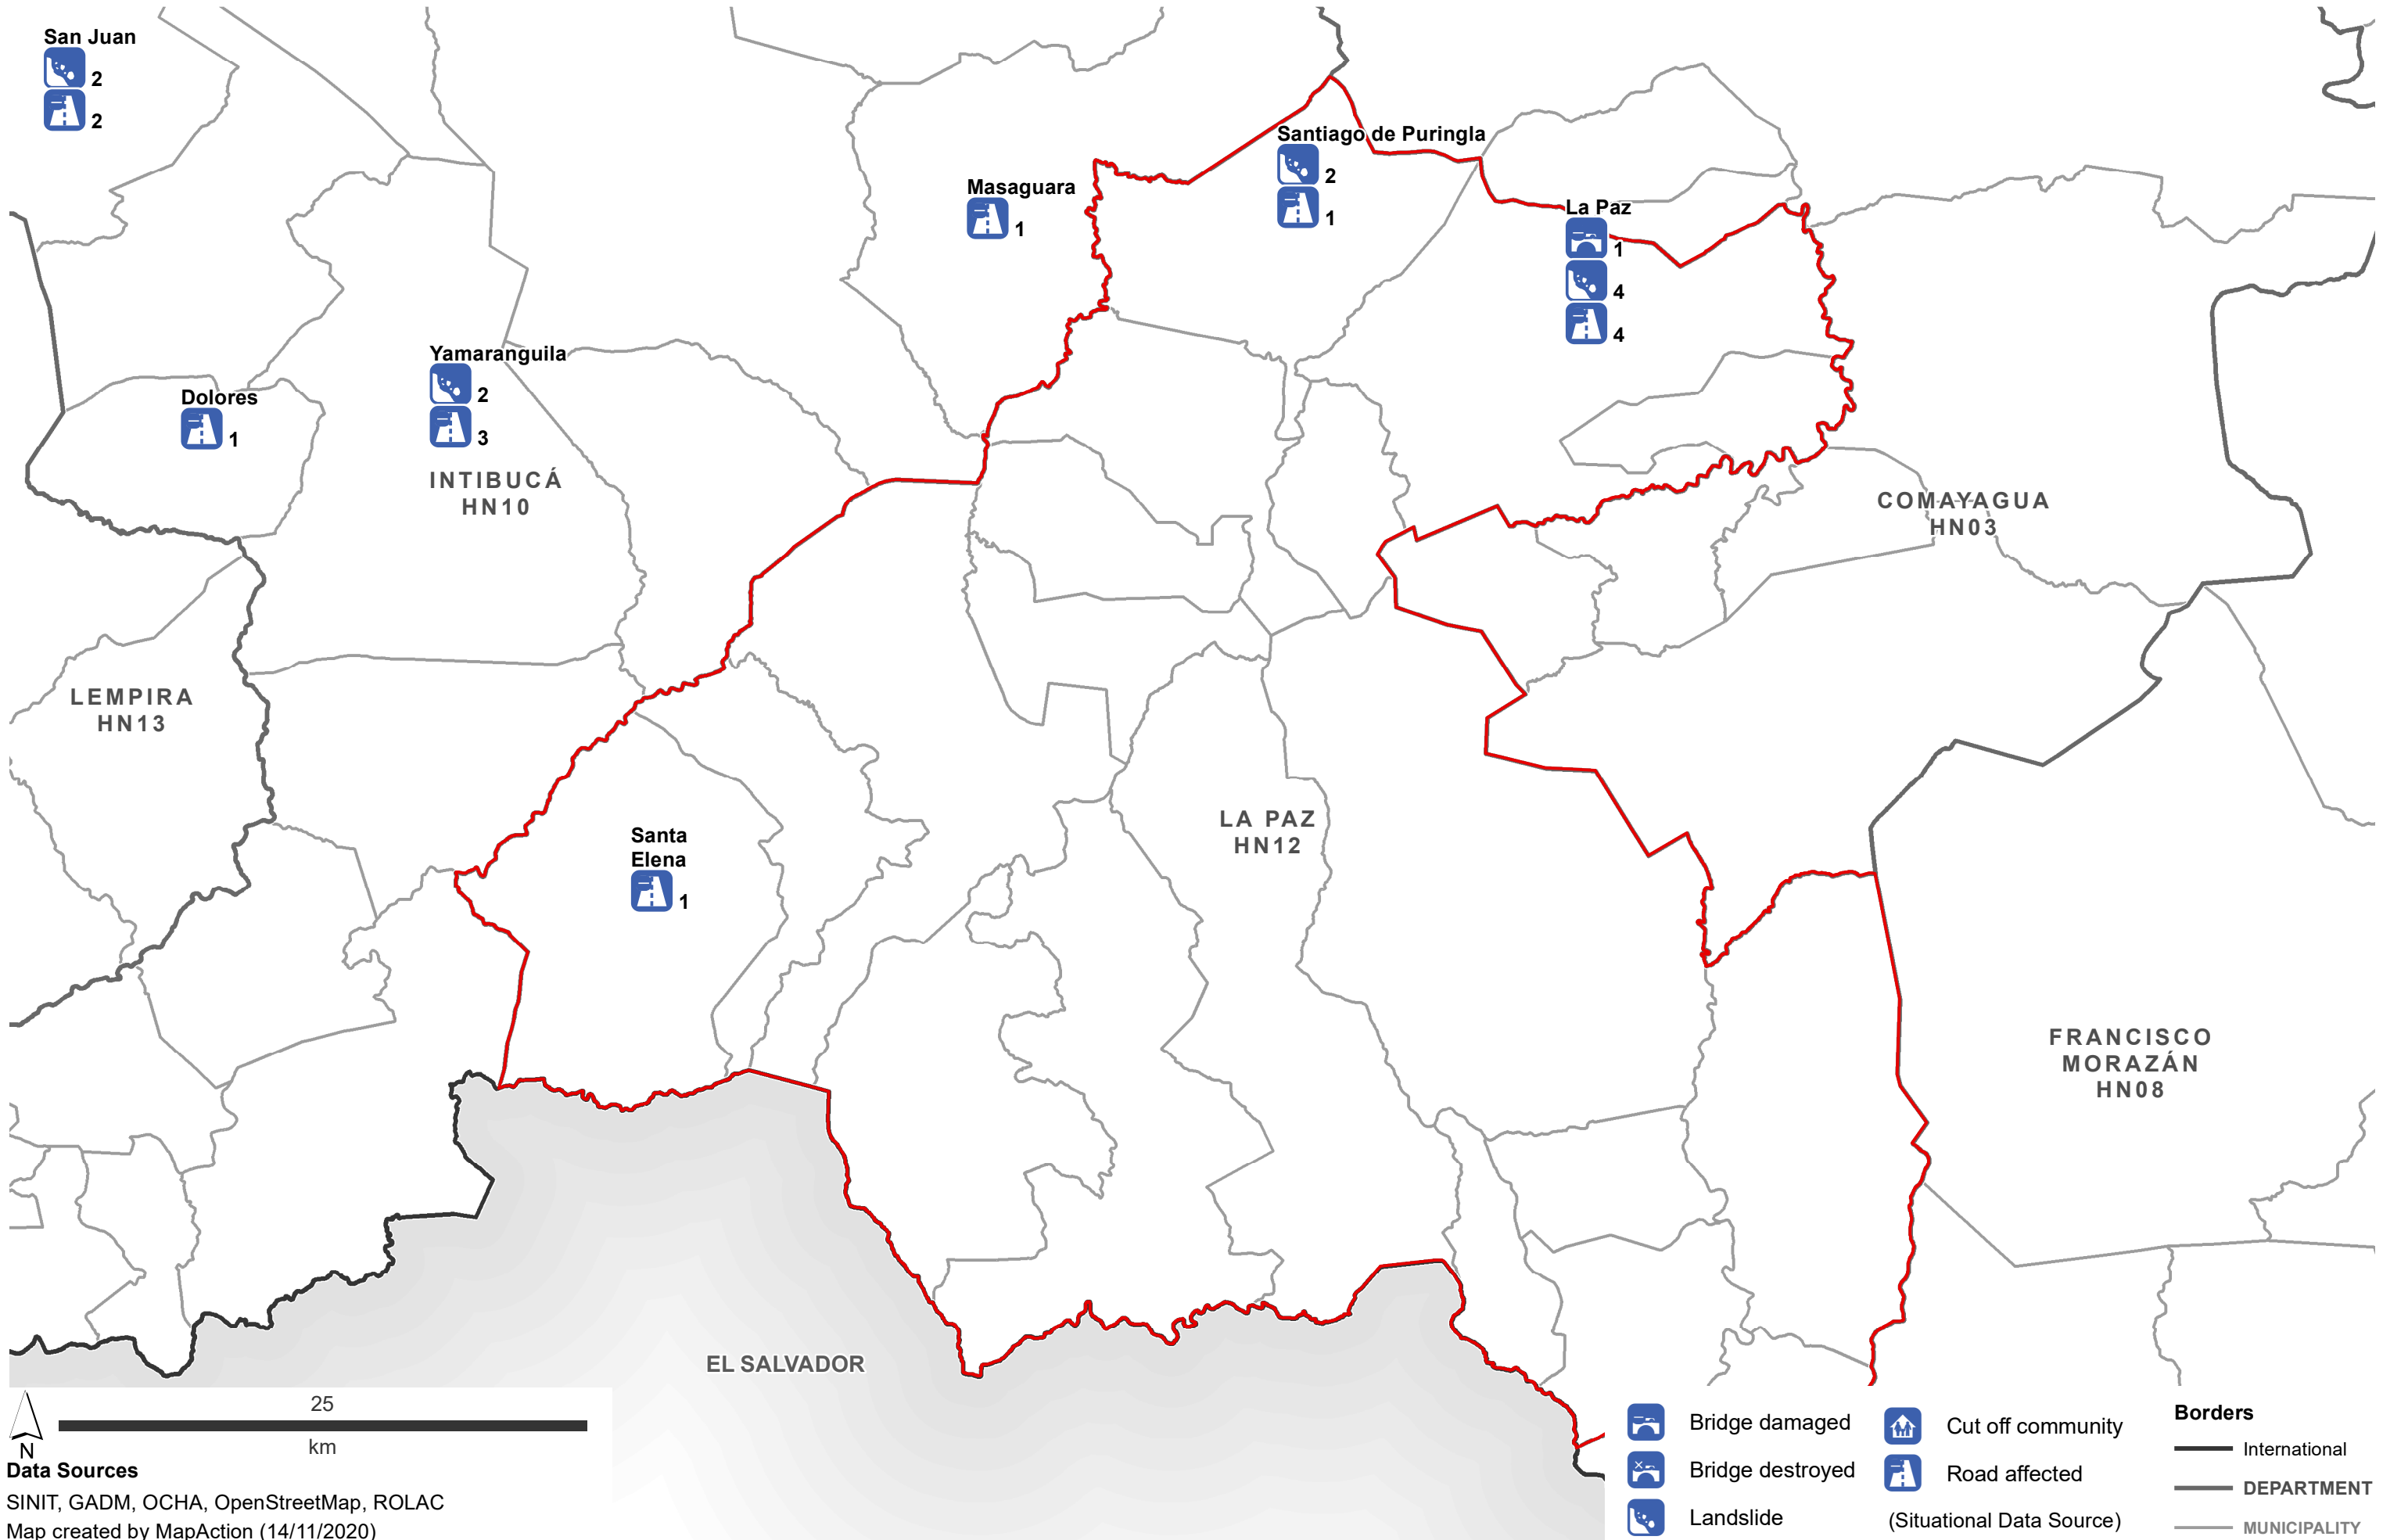 San Juan
2
2
Santiago de Puringla
2
1
Masaguara
1
La Paz
1
4
4
Yamaranguila
2
3
Dolores
1
INTIBUCÁ
HN10
COMAYAGUA
HN03
LEMPIRA
HN13
LA PAZ
HN12
Santa
Elena
1
FRANCISCO
MORAZÁN
HN08
EL SALVADOR
25
km
N
Data Sources
SINIT, GADM, OCHA, OpenStreetMap, ROLAC
Map created by MapAction (14/11/2020)
Bridge damaged
Bridge destroyed
Landslide
Cut off community
Road affected
(Situational Data Source)
Borders
International
DEPARTMENT
MUNICIPALITY